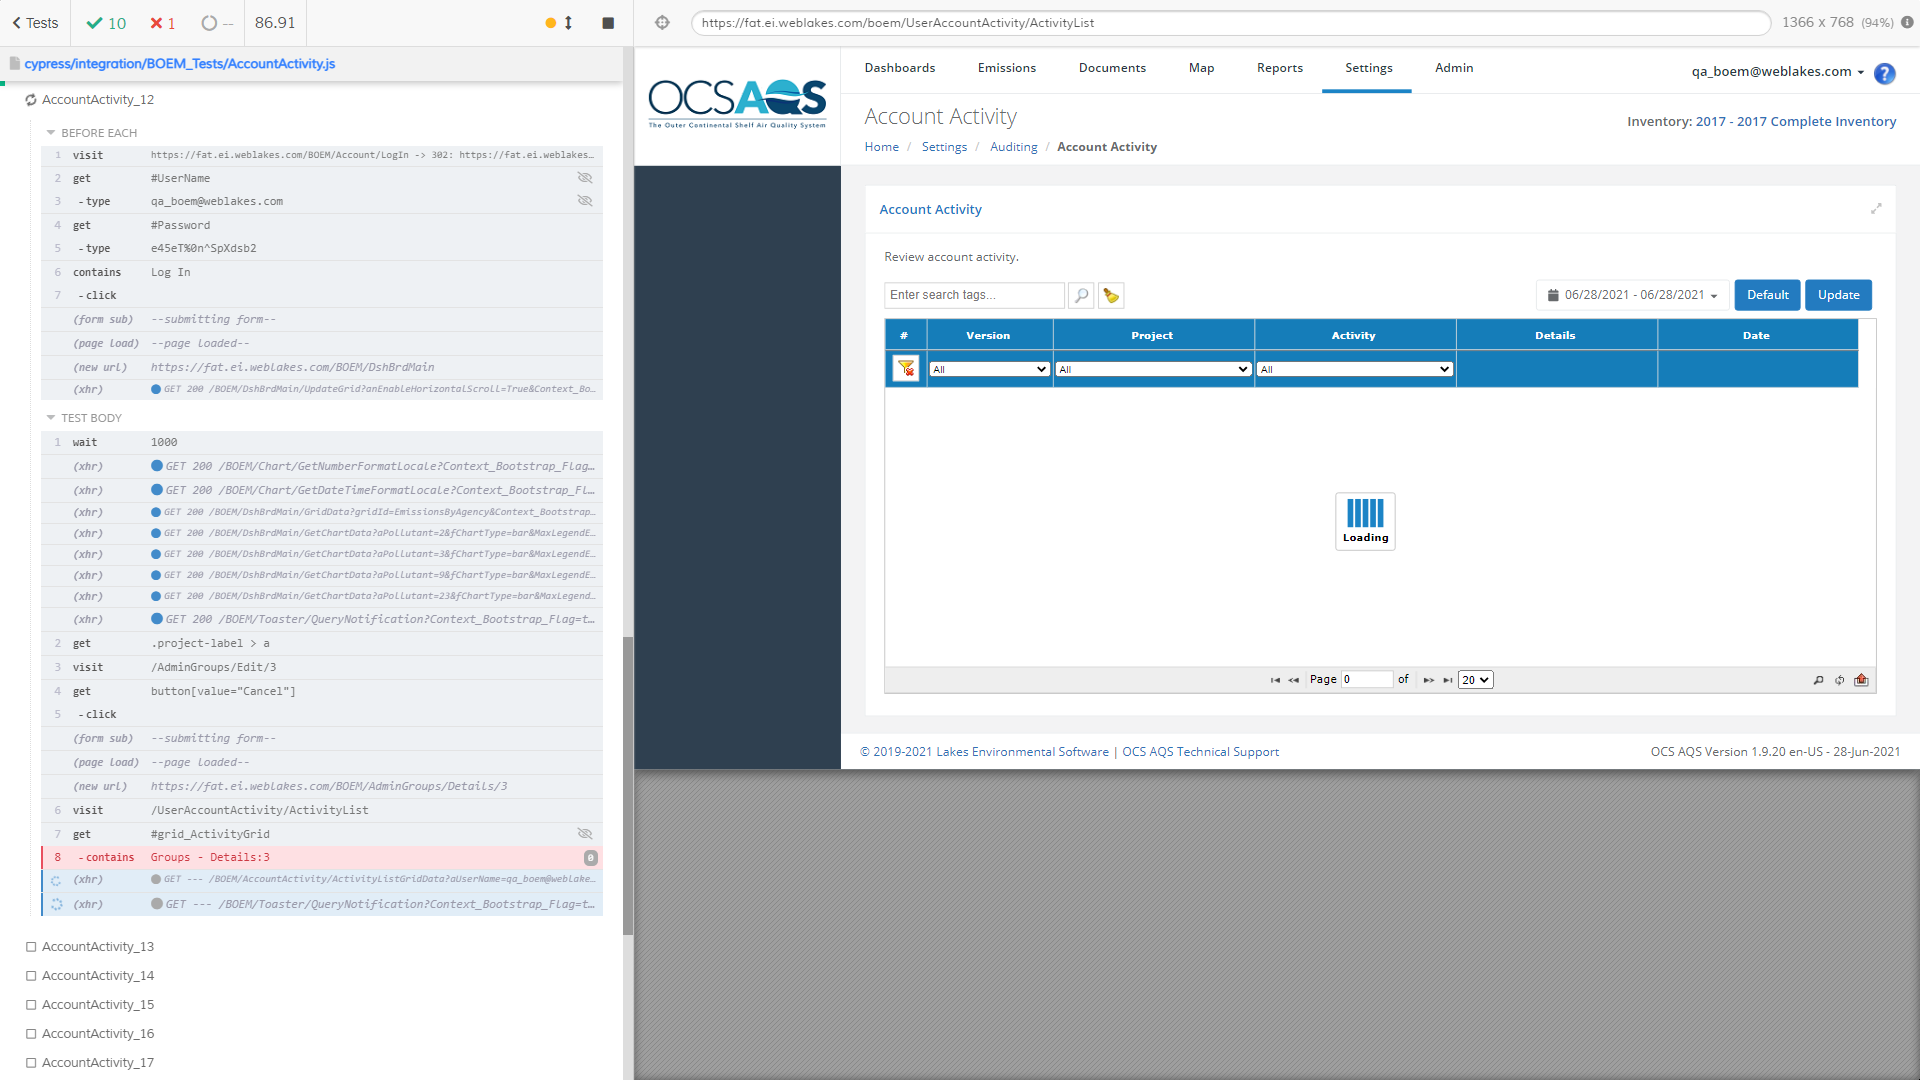 Tests
10
1
--
86.91
https://fat.ei.weblakes.com/boem/UserAccountActivity/ActivityList
1366 x 768 (94%)
cypress/integration/BOEM_Tests/AccountActivity.js
AccountActivity_12
BEFORE EACH
1 visit https://fat.ei.weblakes.com/BOEM/Account/LogIn -> 302: https://fat.ei.weblakes…
2 get #UserName
3 - type qa_boem@weblakes.com
4 get #Password
5 - type e45eT%0n^SpXdsb2
6 contains Log In
7 - click
(form sub) --submitting form--
(page load) --page loaded--
(new url) https://fat.ei.weblakes.com/BOEM/DshBrdMain
(xhr) GET 200 /BOEM/DshBrdMain/UpdateGrid?anEnableHorizontalScroll=True&Context_Bo…
TEST BODY
1 wait 1000
(xhr) GET 200 /BOEM/Chart/GetNumberFormatLocale?Context_Bootstrap_Flag…
(xhr) GET 200 /BOEM/Chart/GetDateTimeFormatLocale?Context_Bootstrap_Fl…
(xhr) GET 200 /BOEM/DshBrdMain/GridData?gridId=EmissionsByAgency&Context_Bootstrap…
(xhr) GET 200 /BOEM/DshBrdMain/GetChartData?aPollutant=2&fChartType=bar&MaxLegendE…
(xhr) GET 200 /BOEM/DshBrdMain/GetChartData?aPollutant=3&fChartType=bar&MaxLegendE…
(xhr) GET 200 /BOEM/DshBrdMain/GetChartData?aPollutant=9&fChartType=bar&MaxLegendE…
(xhr) GET 200 /BOEM/DshBrdMain/GetChartData?aPollutant=23&fChartType=bar&MaxLegend…
(xhr) GET 200 /BOEM/Toaster/QueryNotification?Context_Bootstrap_Flag=t…
2 get .project-label > a
3 visit /AdminGroups/Edit/3
4 get button[value="Cancel"]
5 - click
(form sub) --submitting form--
(page load) --page loaded--
(new url) https://fat.ei.weblakes.com/BOEM/AdminGroups/Details/3
6 visit /UserAccountActivity/ActivityList
7 get #grid_ActivityGrid
8 - contains Groups - Details:3 0
(xhr) GET --- /BOEM/AccountActivity/ActivityListGridData?aUserName=qa_boem@weblake…
(xhr) GET --- /BOEM/Toaster/QueryNotification?Context_Bootstrap_Flag=t…
AccountActivity_13
AccountActivity_14
AccountActivity_15
AccountActivity_16
AccountActivity_17
OCSAQS
The Outer Continental Shelf Air Quality System
Dashboards Emissions Documents Map Reports Settings Admin
qa_boem@weblakes.com ?
Account Activity
Inventory: 2017 - 2017 Complete Inventory
Home / Settings / Auditing / Account Activity
Account Activity
Review account activity.
Enter search tags...
06/28/2021 - 06/28/2021 Default Update
# Version Project Activity Details Date
All All All
Loading
Page 0 of 20
© 2019-2021 Lakes Environmental Software | OCS AQS Technical Support
OCS AQS Version 1.9.20 en-US - 28-Jun-2021